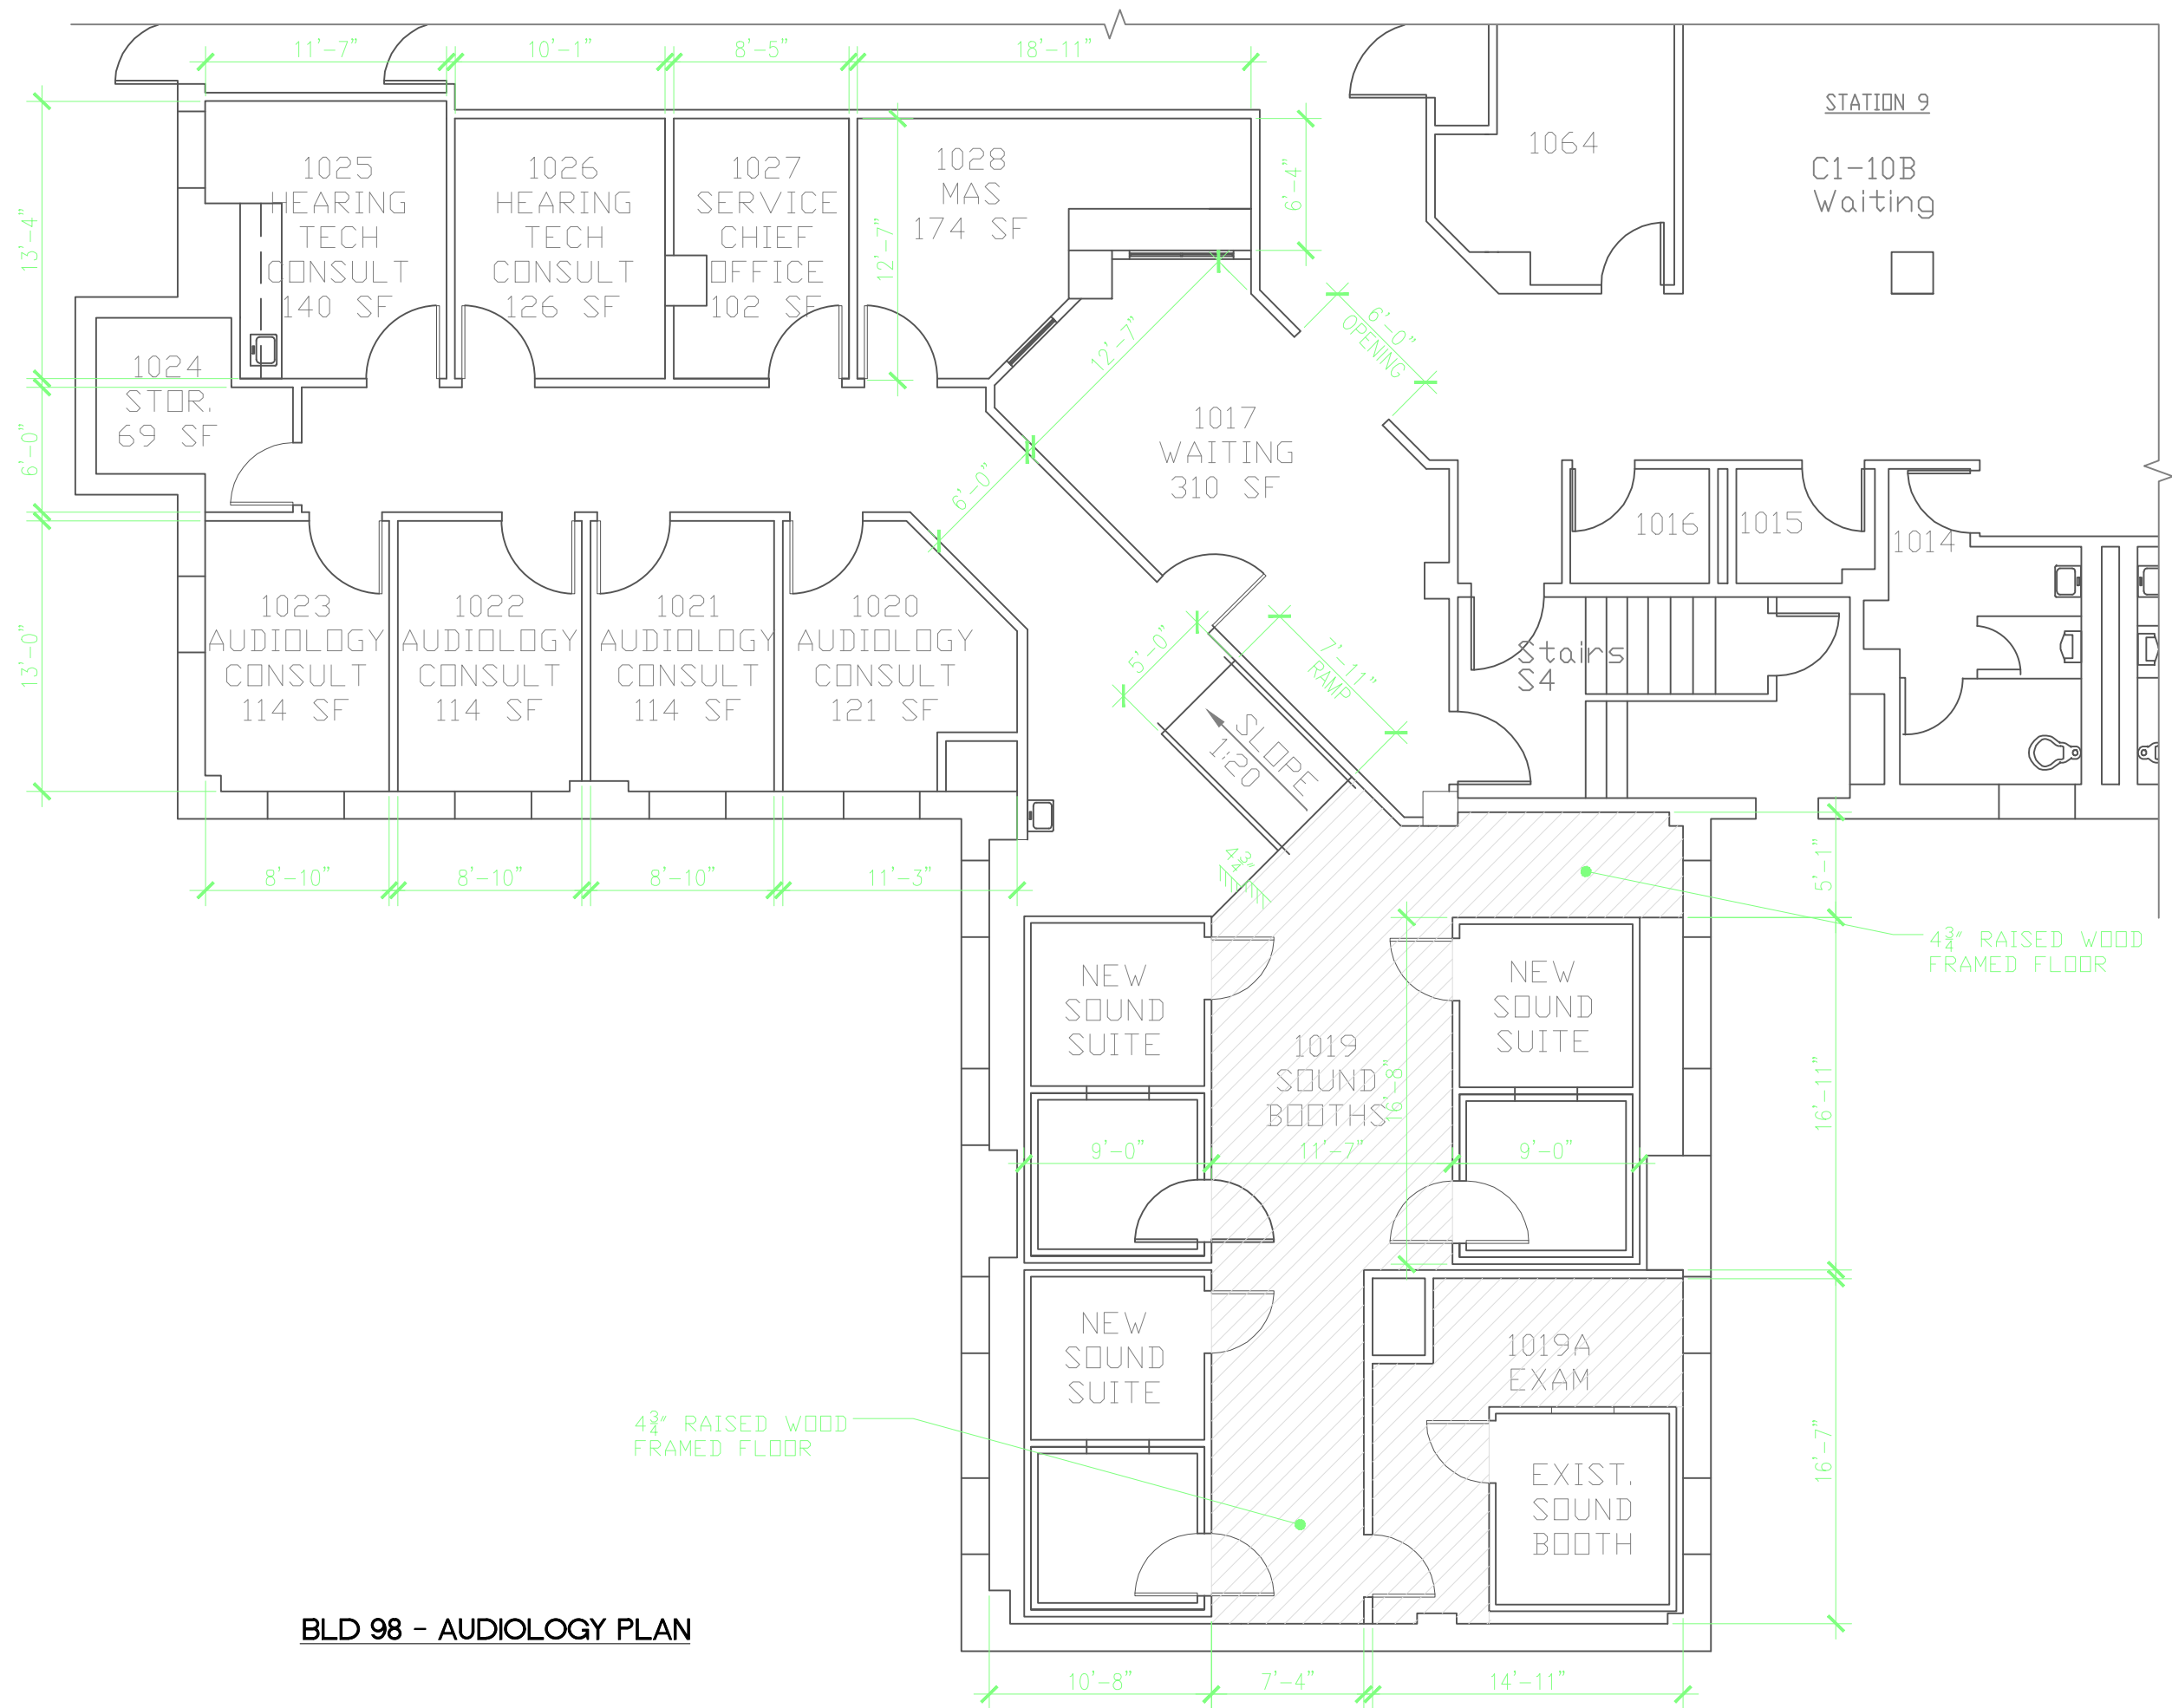 11'-7"
10'-1"
8'-5"
18'-11"
STATION 9
C1-10B
Waiting
1064
1025
HEARING
TECH
CONSULT
140 SF
1026
HEARING
TECH
CONSULT
126 SF
1027
SERVICE
CHIEF
OFFICE
102 SF
1028
MAS
174 SF
12'-7"
6'-4"
13'-4"
6'-0"
OPENING
12'-7"
1024
STOR.
69 SF
6'-0"
6'-0"
1017
WAITING
310 SF
1016
1015
1014
1023
AUDIOLOGY
CONSULT
114 SF
1022
AUDIOLOGY
CONSULT
114 SF
1021
AUDIOLOGY
CONSULT
114 SF
1020
AUDIOLOGY
CONSULT
121 SF
13'-0"
5'-0"
7'-11"
RAMP
Stairs
S4
SLOPE
1:20
4 3/4"
8'-10"
8'-10"
8'-10"
11'-3"
5'-1"
4 3/4" RAISED WOOD
FRAMED FLOOR
NEW
SOUND
SUITE
NEW
SOUND
SUITE
1019
SOUND
BOOTHS
16'-8"
16'-11"
9'-0"
11'-7"
9'-0"
NEW
SOUND
SUITE
1019A
EXAM
4 3/4" RAISED WOOD
FRAMED FLOOR
16'-7"
EXIST.
SOUND
BOOTH
BLD 98 - AUDIOLOGY PLAN
10'-8"
7'-4"
14'-11"